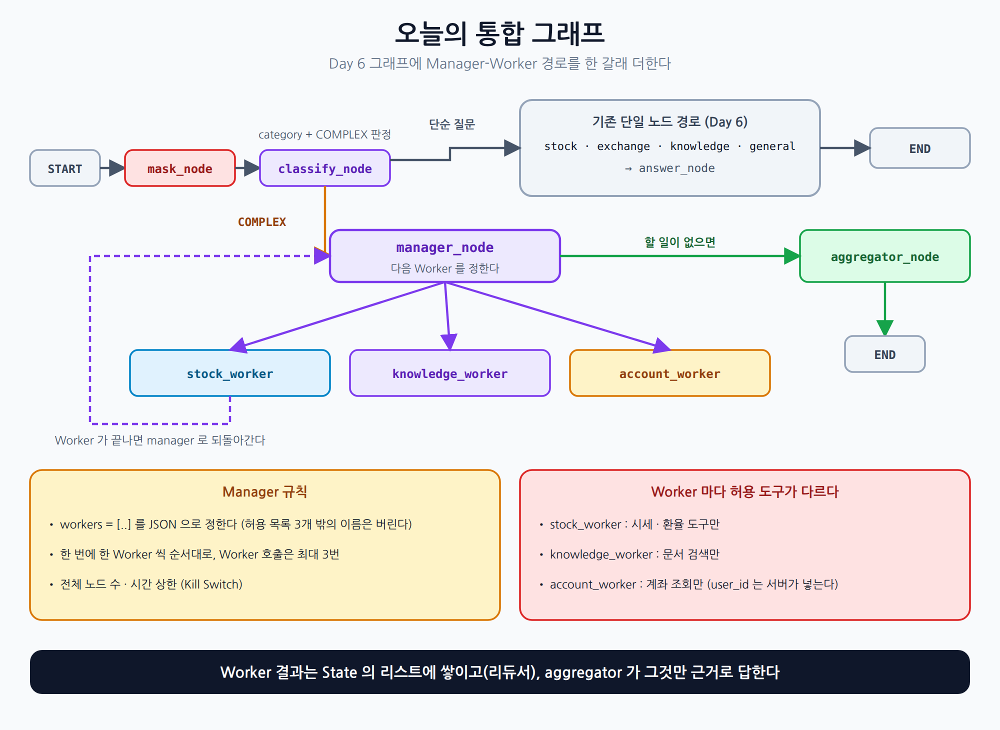 오늘의 통합 그래프
Day 6 그래프에 Manager-Worker 경로를 한 갈래 더한다
단순 질문
category + COMPLEX 판정
START
mask_node
classify_node
기존 단일 노드 경로 (Day 6)
stock · exchange · knowledge · general
→ answer_node
END
COMPLEX
manager_node
다음 Worker 를 정한다
할 일이 없으면
aggregator_node
stock_worker
knowledge_worker
account_worker
END
Worker 가 끝나면 manager 로 되돌아간다
Manager 규칙
• workers = [..] 를 JSON 으로 정한다 (허용 목록 3개 밖의 이름은 버린다)
• 한 번에 한 Worker 씩 순서대로, Worker 호출은 최대 3번
• 전체 노드 수 · 시간 상한 (Kill Switch)
Worker 마다 허용 도구가 다르다
• stock_worker : 시세 · 환율 도구만
• knowledge_worker : 문서 검색만
• account_worker : 계좌 조회만 (user_id 는 서버가 넣는다)
Worker 결과는 State 의 리스트에 쌓이고(리듀서), aggregator 가 그것만 근거로 답한다